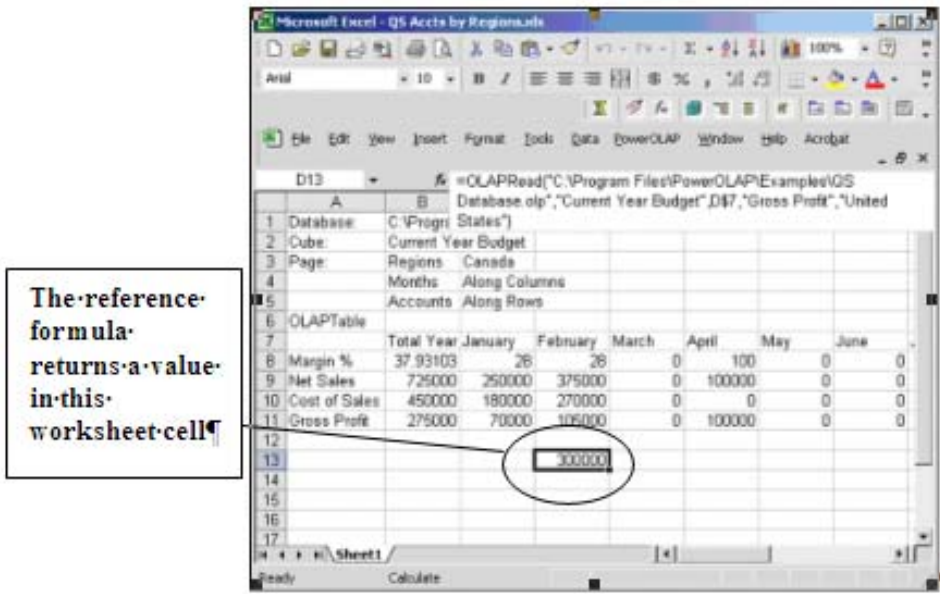 Microsoft Excel - QS Accts by Regions.xls
100%
Arial 10 B I $ % ,
File Edit View Insert Format Tools Data PowerOLAP Window Help Acrobat
D13 fx =OLAPRead("C:\Program Files\PowerOLAP\Examples\QS
Database.olp","Current Year Budget",D$7,"Gross Profit","United
States")
A B
1 Database: C:\Progra
2 Cube: Current Year Budget
3 Page: Regions Canada
4 Months Along Columns
5 Accounts Along Rows
6 OLAPTable
7 Total Year January February March April May June
8 Margin % 37.93103 28 28 0 100 0 0
9 Net Sales 725000 250000 375000 0 100000 0 0
10 Cost of Sales 450000 180000 270000 0 0 0 0
11 Gross Profit 275000 70000 105000 0 100000 0 0
12
13 300000
14
15
16
17
Sheet1
Ready Calculate
The·reference·
formula·
returns·a·value·
in·this·
worksheet·cell¶